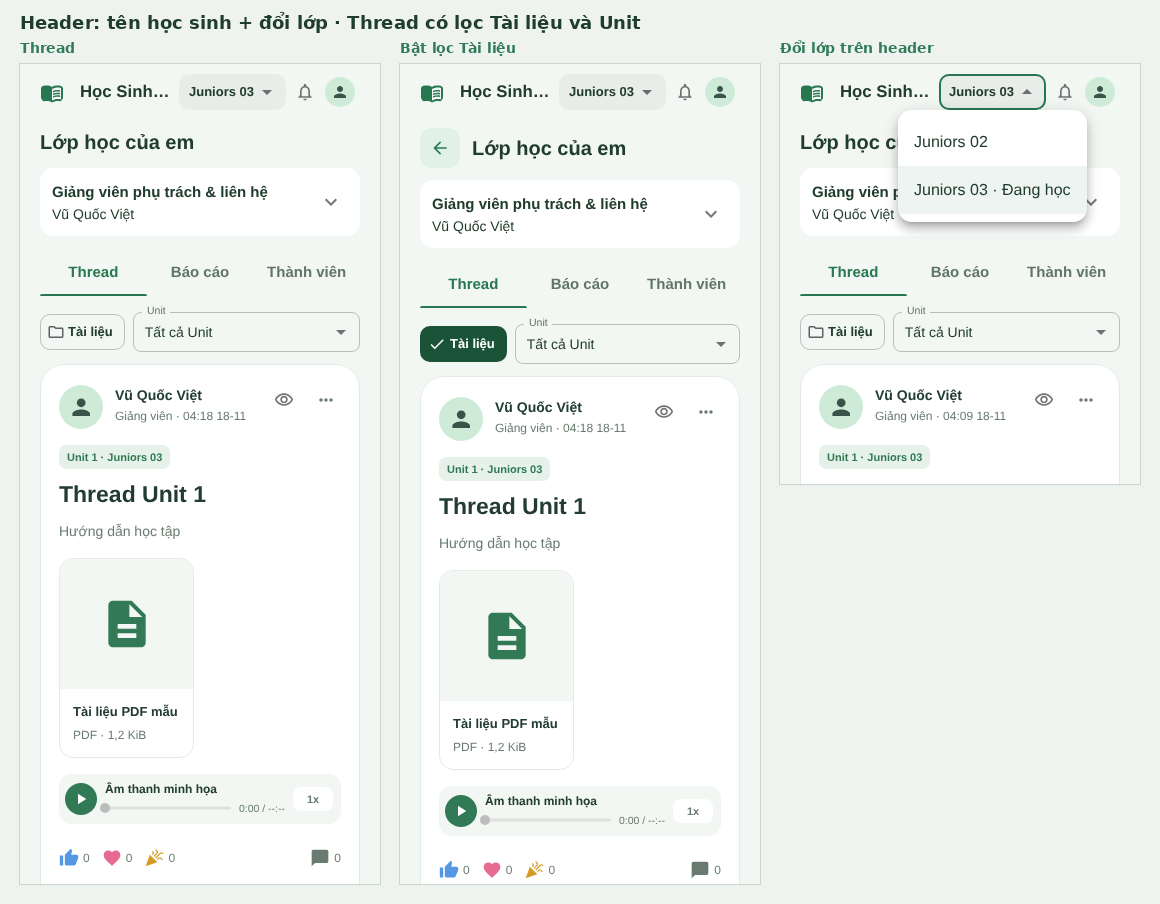 Header: tên học sinh + đổi lớp · Thread có lọc Tài liệu và Unit
Thread
Học Sinh...
Juniors 03
Lớp học của em
Giảng viên phụ trách & liên hệ
Vũ Quốc Việt
Thread
Báo cáo
Thành viên
Tài liệu
Unit
Tất cả Unit
Vũ Quốc Việt
Giảng viên · 04:18 18-11
Unit 1 · Juniors 03
Thread Unit 1
Hướng dẫn học tập
Tài liệu PDF mẫu
PDF · 1,2 KiB
Âm thanh minh họa
0:00 / --:--
1x
0
0
0
0
Bật lọc Tài liệu
Học Sinh...
Juniors 03
Lớp học của em
Giảng viên phụ trách & liên hệ
Vũ Quốc Việt
Thread
Báo cáo
Thành viên
Tài liệu
Unit
Tất cả Unit
Vũ Quốc Việt
Giảng viên · 04:18 18-11
Unit 1 · Juniors 03
Thread Unit 1
Hướng dẫn học tập
Tài liệu PDF mẫu
PDF · 1,2 KiB
Âm thanh minh họa
0:00 / --:--
1x
0
0
0
0
Đổi lớp trên header
Học Sinh...
Juniors 03
Juniors 02
Juniors 03 · Đang học
Lớp học c
Giảng viên p
Vũ Quốc Việt
Thread
Báo cáo
Thành viên
Tài liệu
Unit
Tất cả Unit
Vũ Quốc Việt
Giảng viên · 04:09 18-11
Unit 1 · Juniors 03